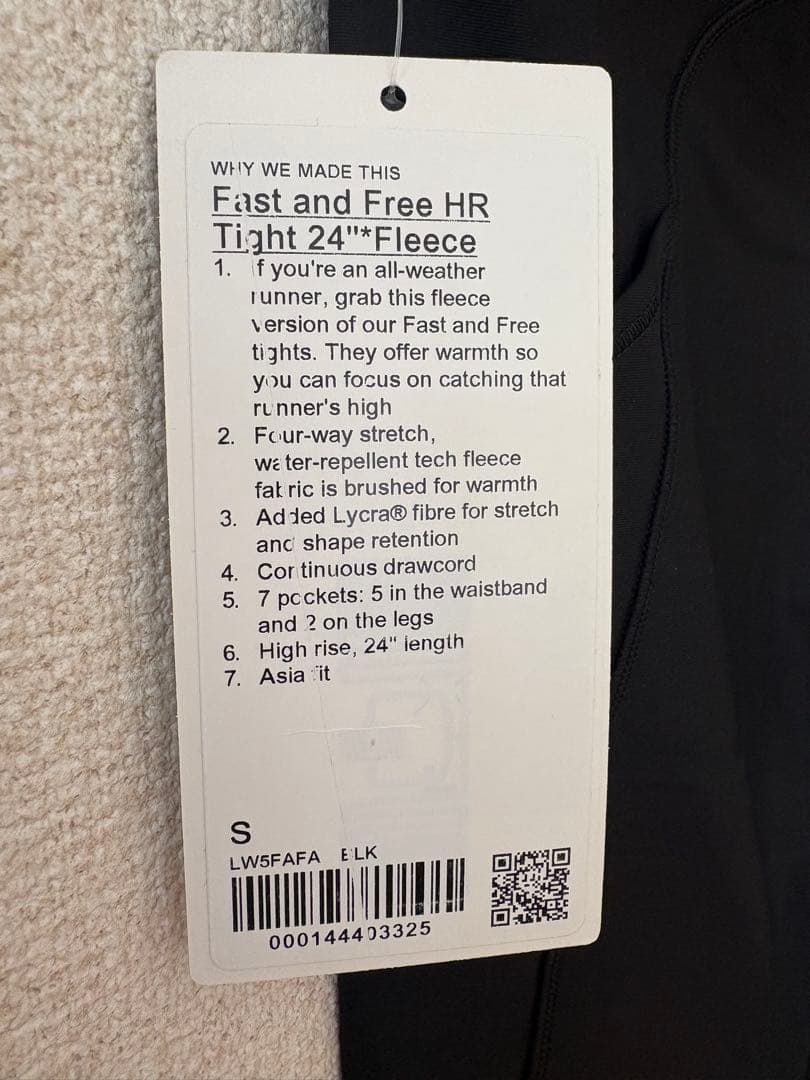 WHY WE MADE THIS
Fast and Free HR
Tight 24"*Fleece
1. If you're an all-weather
runner, grab this fleece
version of our Fast and Free
tights. They offer warmth so
you can focus on catching that
runner's high
2. Four-way stretch,
water-repellent tech fleece
fabric is brushed for warmth
3. Added Lycra® fibre for stretch
and shape retention
4. Continuous drawcord
5. 7 pockets: 5 in the waistband
and 2 on the legs
6. High rise, 24" length
7. Asia fit
S
LW5FAFA BLK
000144403325